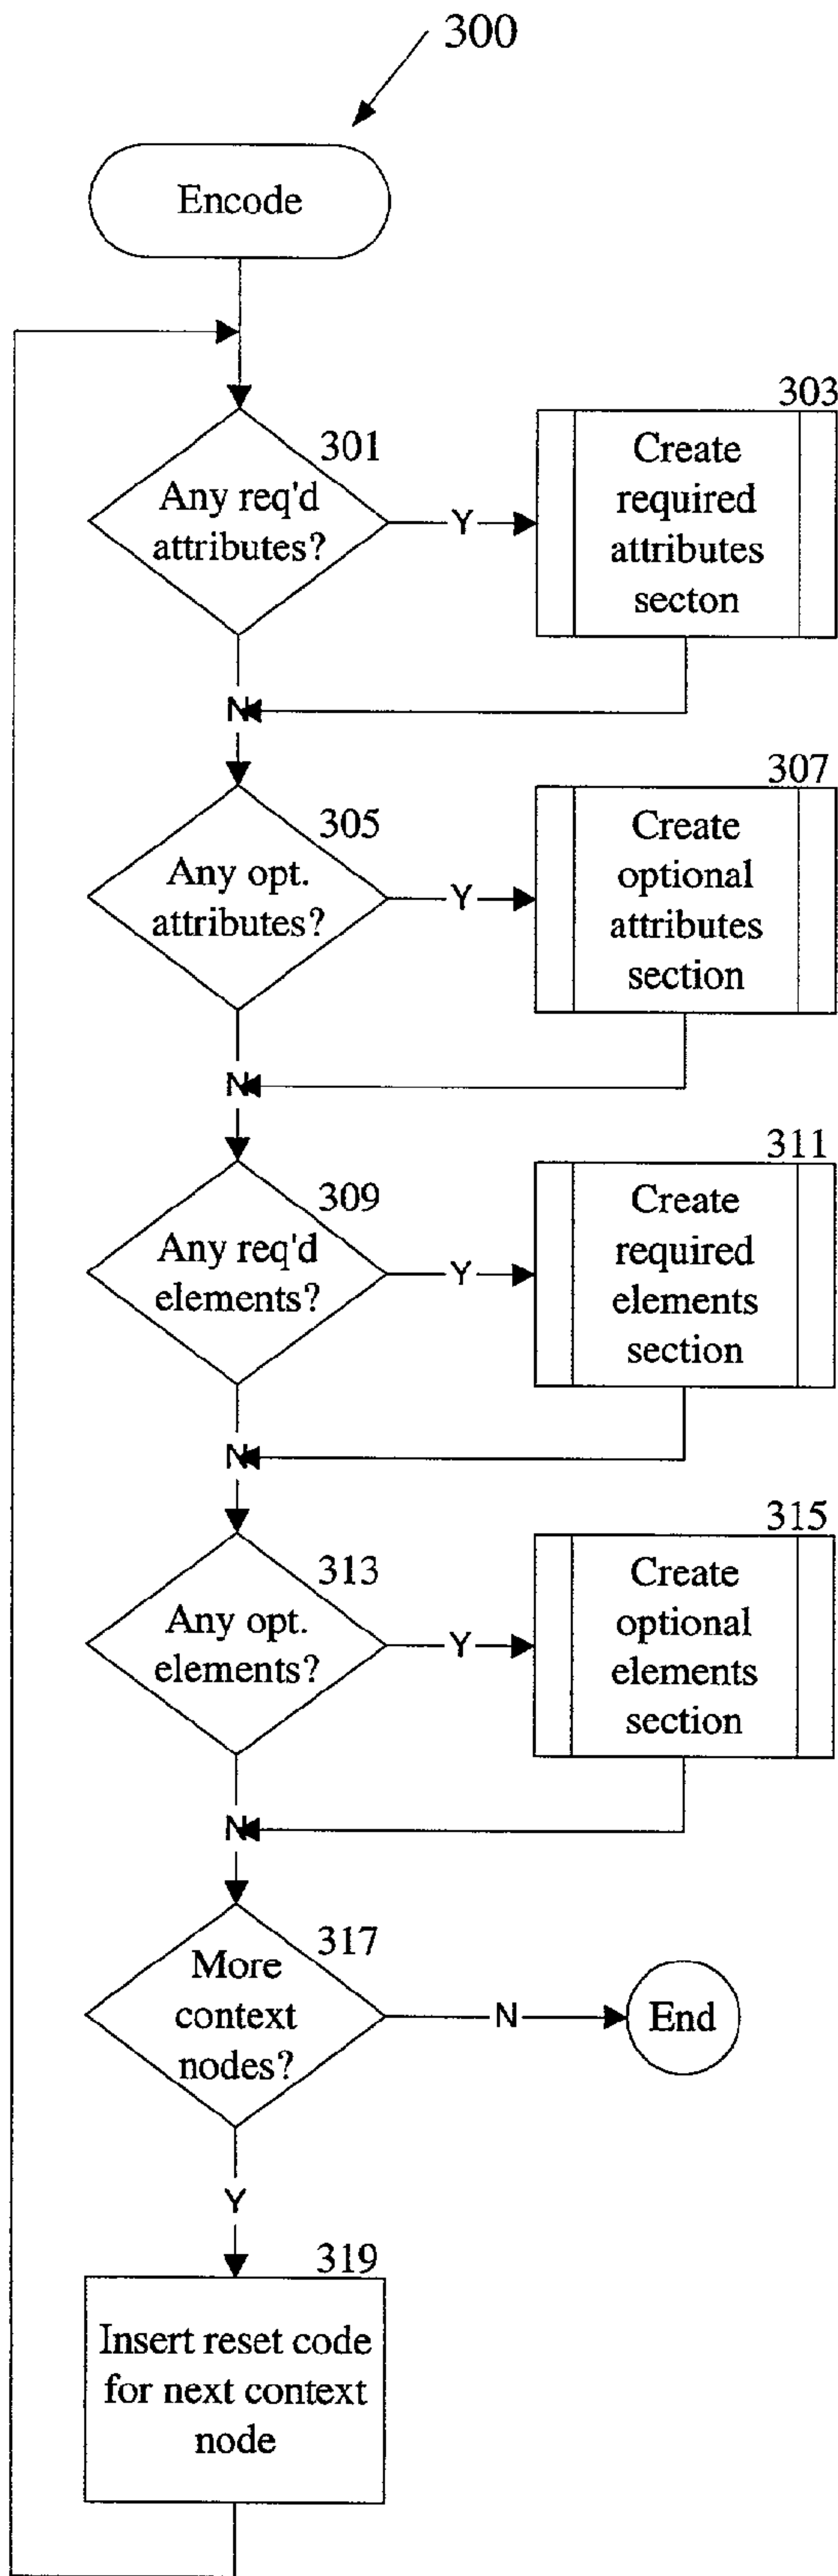 300
Encode
301
Any req'd
attributes?
Y
303
Create
required
attributes
secton
N
305
Any opt.
attributes?
Y
307
Create
optional
attributes
section
N
309
Any req'd
elements?
Y
311
Create
required
elements
section
N
313
Any opt.
elements?
Y
315
Create
optional
elements
section
N
317
More
context
nodes?
N
End
Y
319
Insert reset code
for next context
node